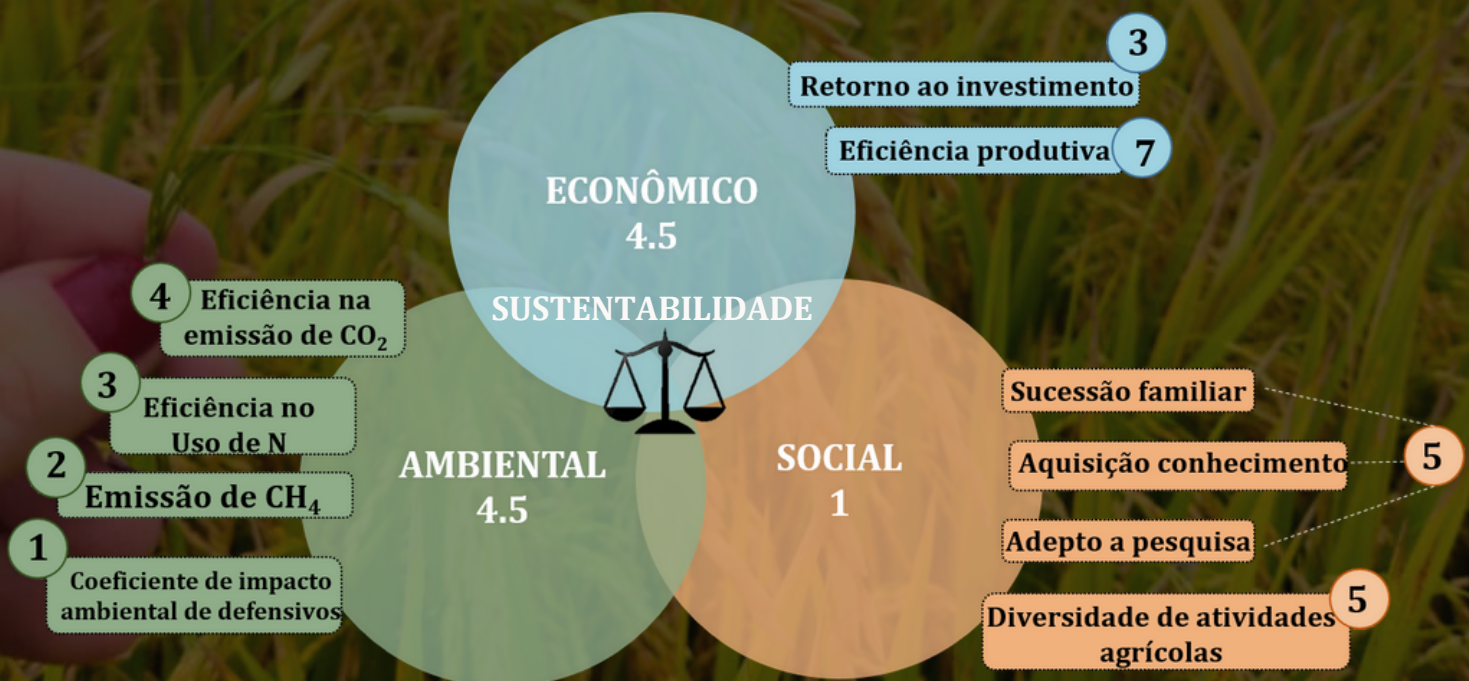 3
Retorno ao investimento
Eficiência produtiva 7
ECONÔMICO
4.5
SUSTENTABILIDADE
4
Eficiência na
emissão de CO₂
3
Eficiência no
Uso de N
2
Emissão de CH₄
1
Coeficiente de impacto
ambiental de defensivos
AMBIENTAL
4.5
SOCIAL
1
Sucessão familiar
Aquisição conhecimento
5
Adepto a pesquisa
5
Diversidade de atividades
agrícolas